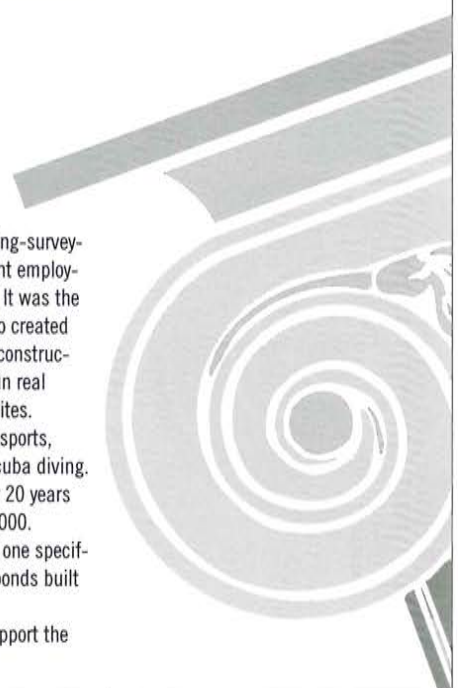 ng-survey-
nt employ-
It was the
o created
construc-
in real
ites.
sports,
cuba diving.
20 years
000.
one specif-
onds built
pport the